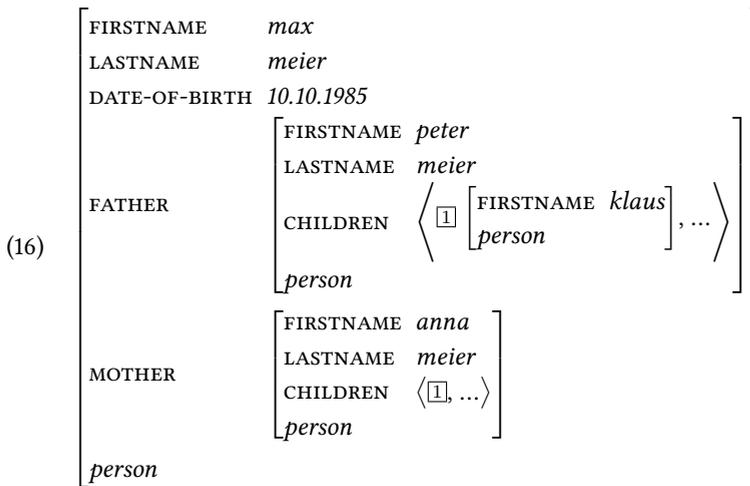 FIRSTNAME max
LASTNAME meier
DATE-OF-BIRTH 10.10.1985
FIRSTNAME peter
LASTNAME meier
FATHER
CHILDREN ⟨ 1 [FIRSTNAME klaus
person], … ⟩
person
(16)
FIRSTNAME anna
LASTNAME meier
MOTHER
CHILDREN ⟨1, …⟩
person
person